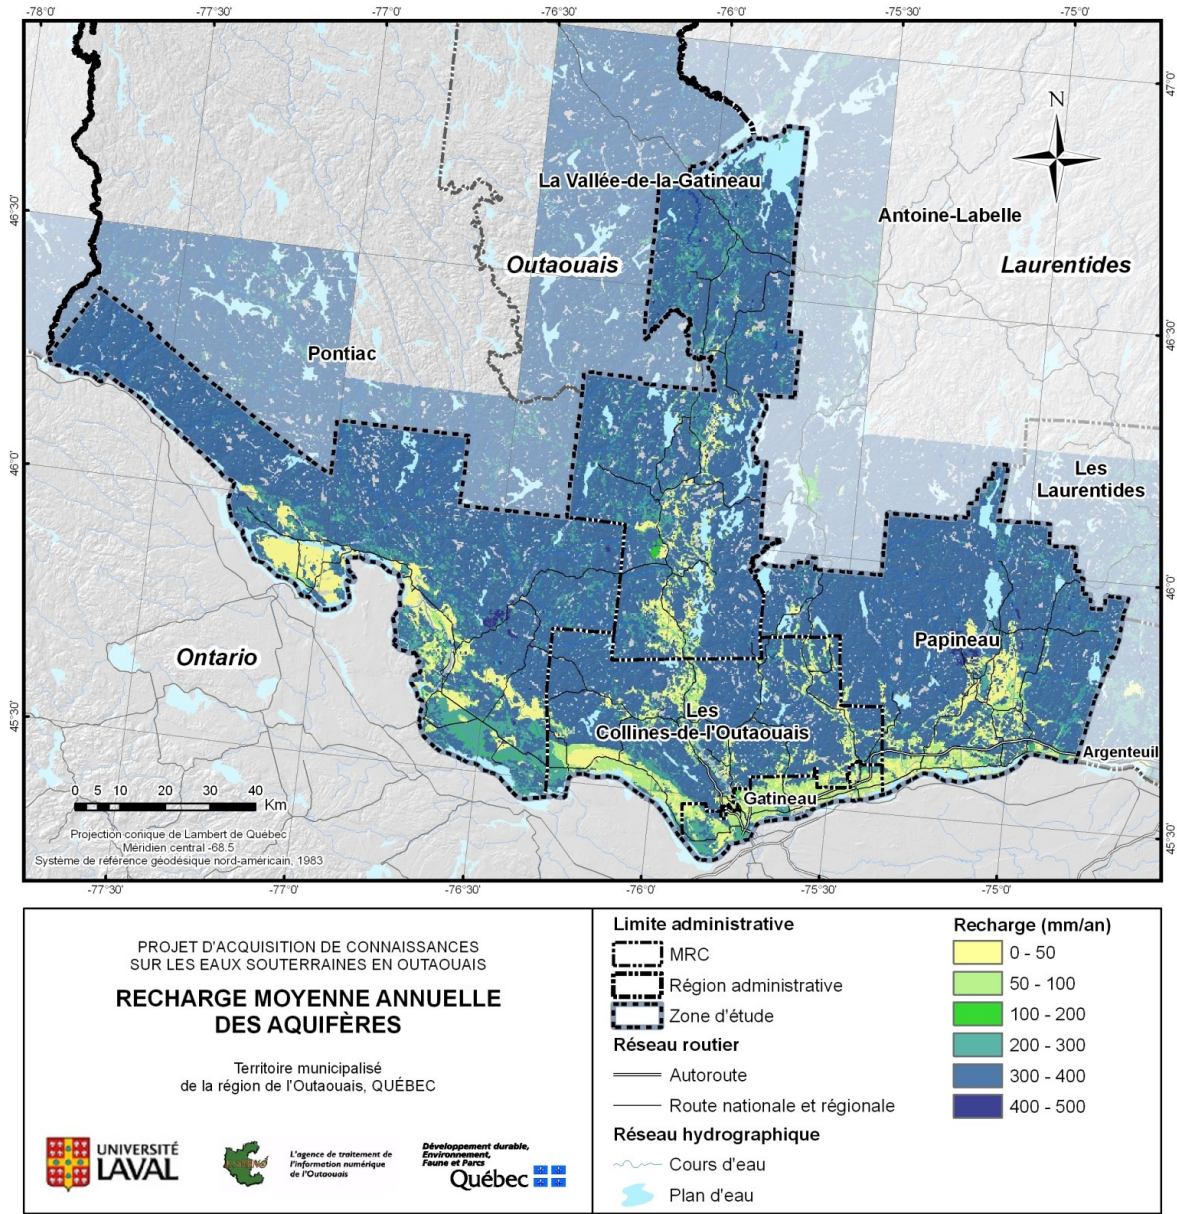 -78°0' -77°30' -77°0' -76°30' -76°0' -75°30' -75°0'
47°0'
N
La Vallée-de-la-Gatineau
46°30'
Antoine-Labelle
Outaouais
Laurentides
46°30'
Pontiac
46°0'
Les
Laurentides
46°0'
Papineau
Ontario
45°30'
Les
Collines-de-l'Outaouais
Argenteuil
Gatineau
0 5 10 20 30 40
Km
Projection conique de Lambert de Québec
Méridien central -68.5
Système de référence géodésique nord-américain, 1983
45°30'
-77°30' -77°0' -76°30' -76°0' -75°30' -75°0'
PROJET D'ACQUISITION DE CONNAISSANCES
SUR LES EAUX SOUTERRAINES EN OUTAOUAIS
RECHARGE MOYENNE ANNUELLE
DES AQUIFÈRES
Territoire municipalisé
de la région de l'Outaouais, QUÉBEC
UNIVERSITÉ
LAVAL
L'agence de traitement de
l'information numérique
de l'Outaouais
Développement durable,
Environnement,
Faune et Parcs
Québec
Limite administrative
MRC
Région administrative
Zone d'étude
Réseau routier
Autoroute
Route nationale et régionale
Réseau hydrographique
Cours d'eau
Plan d'eau
Recharge (mm/an)
0 - 50
50 - 100
100 - 200
200 - 300
300 - 400
400 - 500